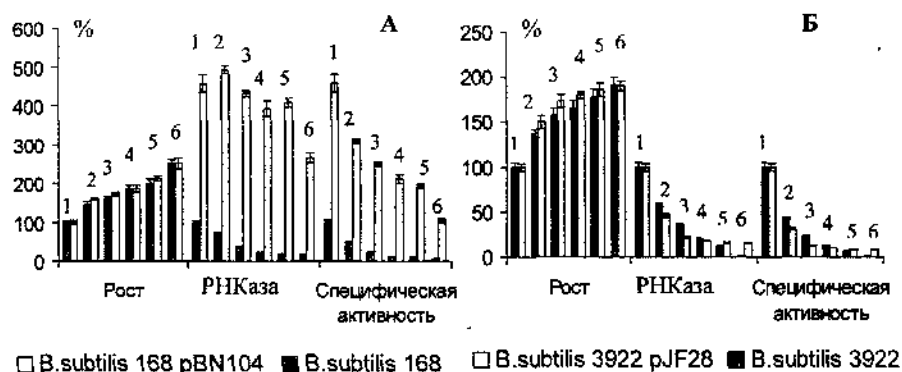 % А
600
500
400
300
200
100
0
1 2 3 4 5 6
1 2 3 4 5 6
1 2 3 4 5 6
Рост РНКаза Специфическая активность
% Б
250
200
150
100
50
0
1 2 3 4 5 6
1 2 3 4 5 6
1 2 3 4 5 6
Рост РНКаза Специфическая активность
B.subtilis 168 pBN104 B.subtilis 168 B.subtilis 3922 pJF28 B.subtilis 3922